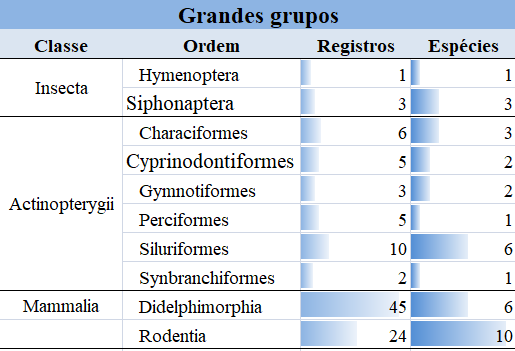 Grandes grupos
Classe Ordem Registros Espécies
Insecta Hymenoptera 1 1
Siphonaptera 3 3
Actinopterygii Characiformes 6 3
Cyprinodontiformes 5 2
Gymnotiformes 3 2
Perciformes 5 1
Siluriformes 10 6
Synbranchiformes 2 1
Mammalia Didelphimorphia 45 6
Rodentia 24 10